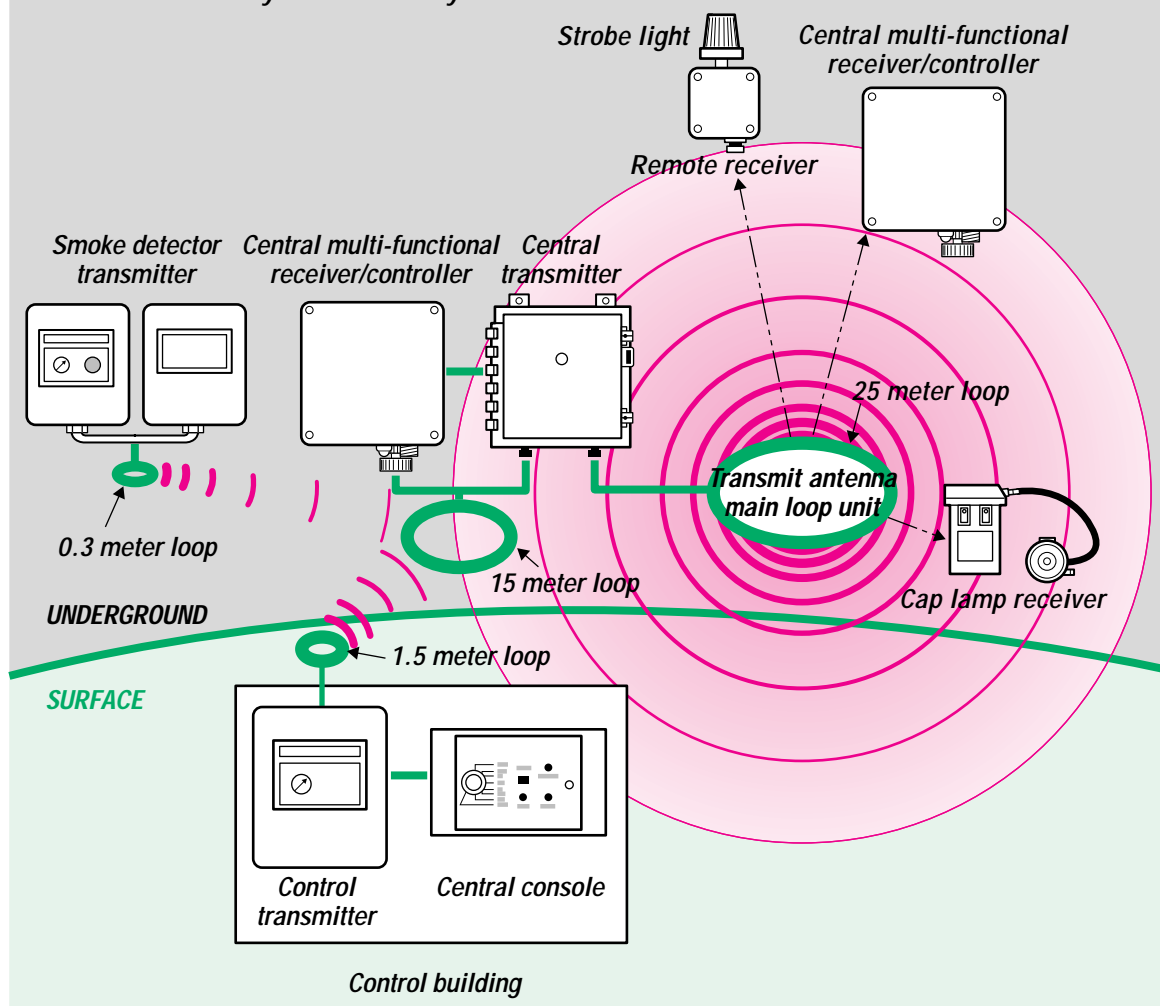 Strobe light
Central multi-functional
receiver/controller
Remote receiver
Smoke detector
transmitter
Central multi-functional
receiver/controller
Central
transmitter
25 meter loop
Transmit antenna
main loop unit
0.3 meter loop
15 meter loop
Cap lamp receiver
UNDERGROUND
1.5 meter loop
SURFACE
Control
transmitter
Central console
Control building